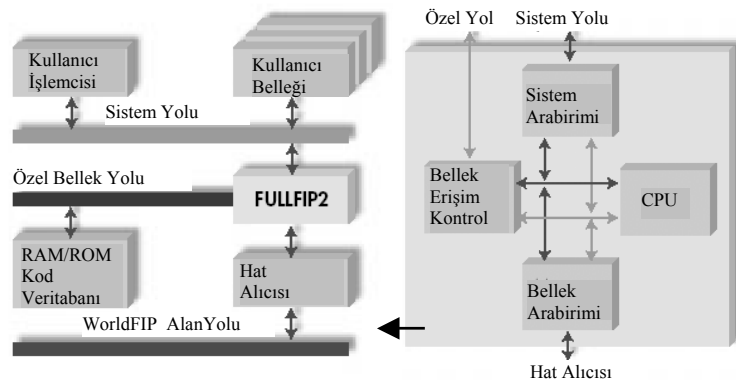 Kullanıcı
İşlemcisi
Kullanıcı
Belleği
Sistem Yolu
Özel Bellek Yolu
FULLFIP2
RAM/ROM
Kod
Veritabanı
Hat
Alıcısı
WorldFIP AlanYolu
Özel Yol
Sistem Yolu
Sistem
Arabirimi
Bellek
Erişim
Kontrol
CPU
Bellek
Arabirimi
Hat Alıcısı